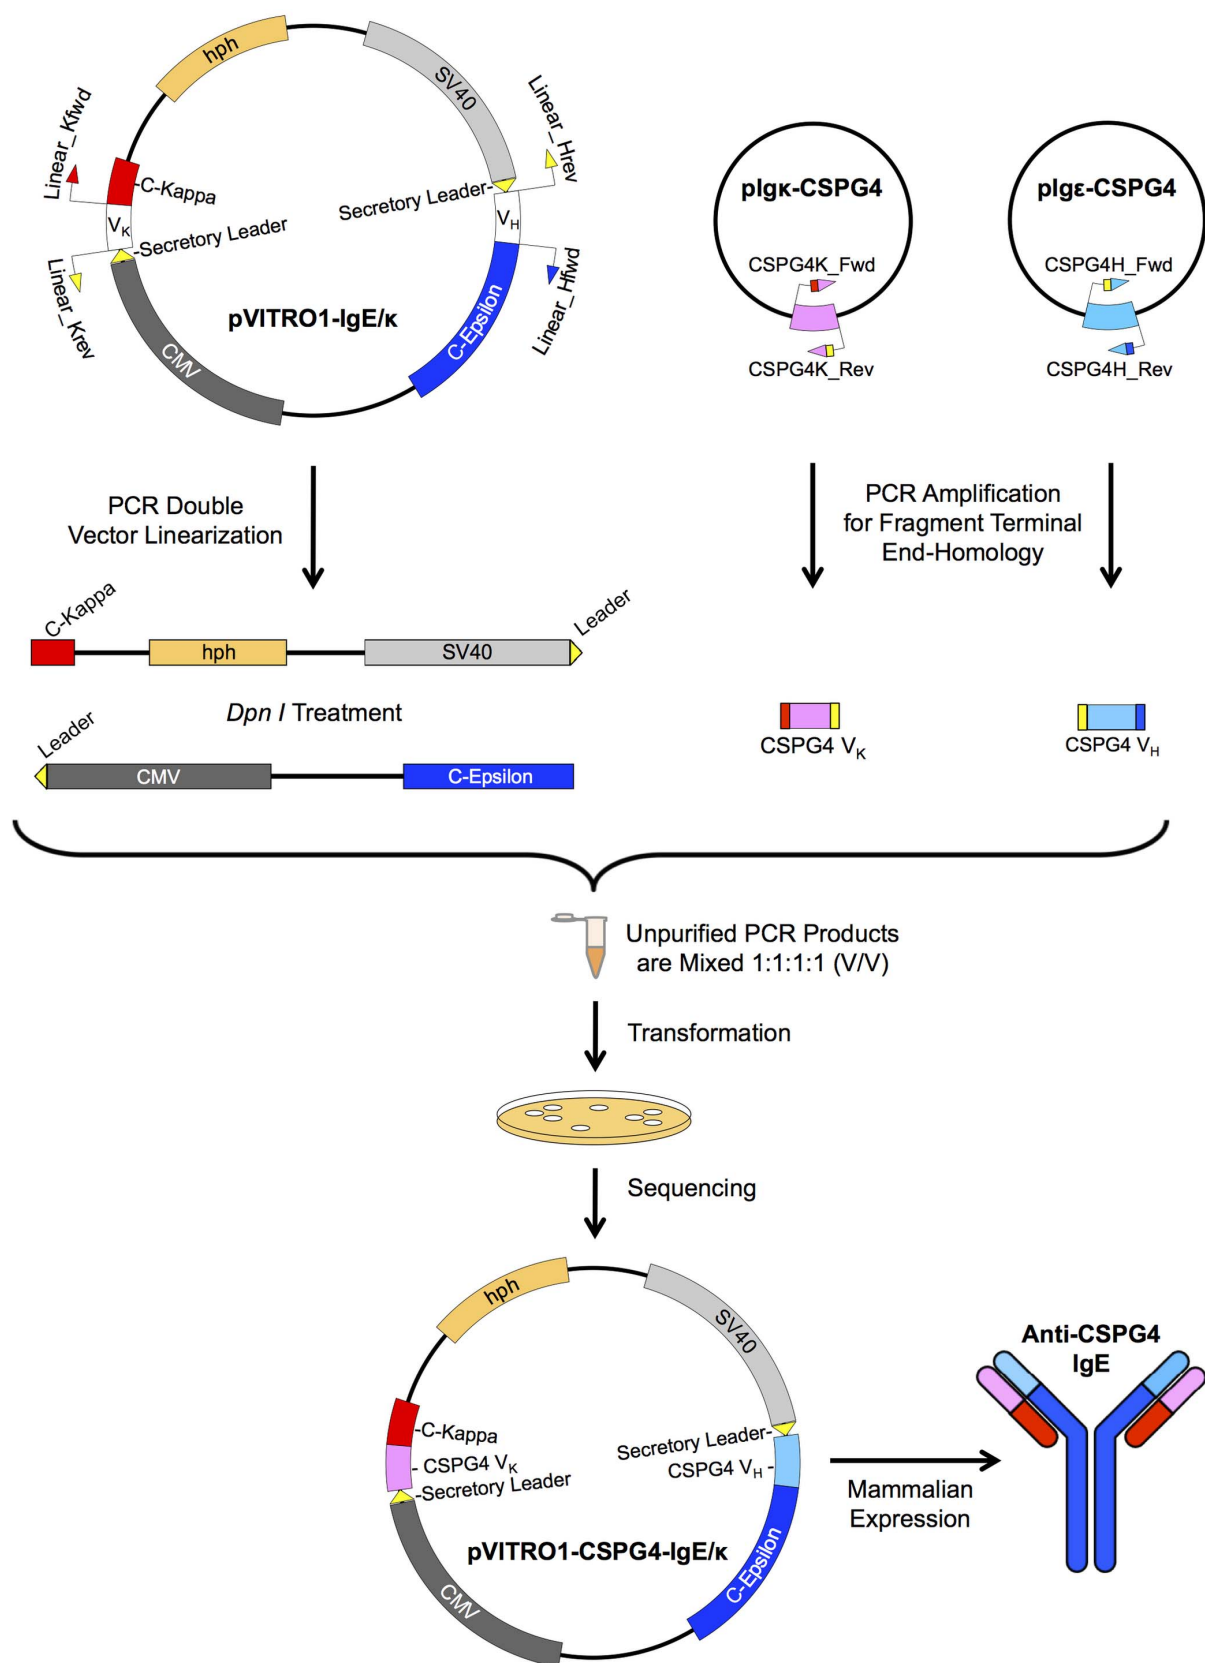 hph
SV40
Linear_Kfwd
Linear_Hrev
C-Kappa
Secretory Leader
VK
VH
Secretory Leader
Linear_Krev
Linear_Hfwd
pVITRO1-IgE/κ
CMV
C-Epsilon
pIgκ-CSPG4
pIgε-CSPG4
CSPG4K_Fwd
CSPG4H_Fwd
CSPG4K_Rev
CSPG4H_Rev
PCR Double
Vector Linearization
PCR Amplification
for Fragment Terminal
End-Homology
C-Kappa
Leader
hph
SV40
Dpn I Treatment
Leader
CMV
C-Epsilon
CSPG4 VK
CSPG4 VH
Unpurified PCR Products
are Mixed 1:1:1:1 (V/V)
Transformation
Sequencing
hph
SV40
C-Kappa
Secretory Leader
CSPG4 VK
CSPG4 VH
Secretory Leader
pVITRO1-CSPG4-IgE/κ
CMV
C-Epsilon
Mammalian
Expression
Anti-CSPG4
IgE